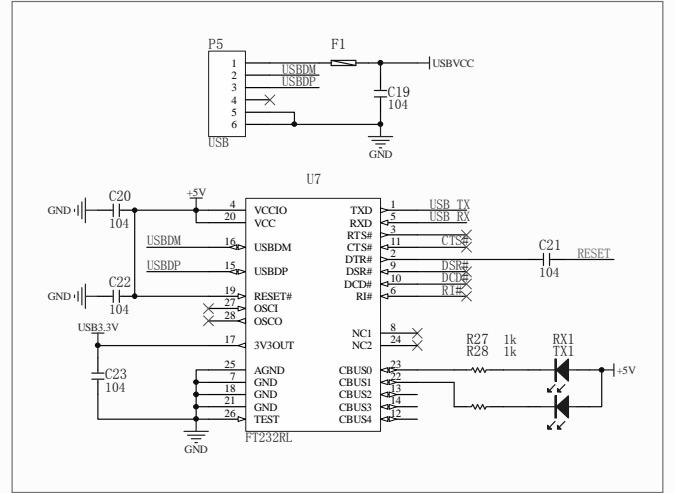 P5
F1
1
2
3
4
5
6
USBDM
USBDP
USBVCC
C19
104
GND
USB
U7
GND
C20
104
+5V
4
20
VCCIO
VCC
USBDM
16
USBDM
USBDP
15
USBDP
GND
C22
104
19
RESET#
27
OSCI
28
OSCO
USB3.3V
17
3V3OUT
C23
104
25
AGND
7
GND
18
GND
21
GND
26
TEST
GND
FT232RL
TXD
1
USB TX
RXD
5
USB RX
RTS#
3
CTS#
11
CTS#
DTR#
2
C21
104
RESET
DSR#
9
DSR#
DCD#
10
DCD#
RI#
6
RI#
NC1
8
NC2
24
CBUS0
23
CBUS1
22
CBUS2
13
CBUS3
14
CBUS4
12
R27 1k RX1
R28 1k TX1
+5V